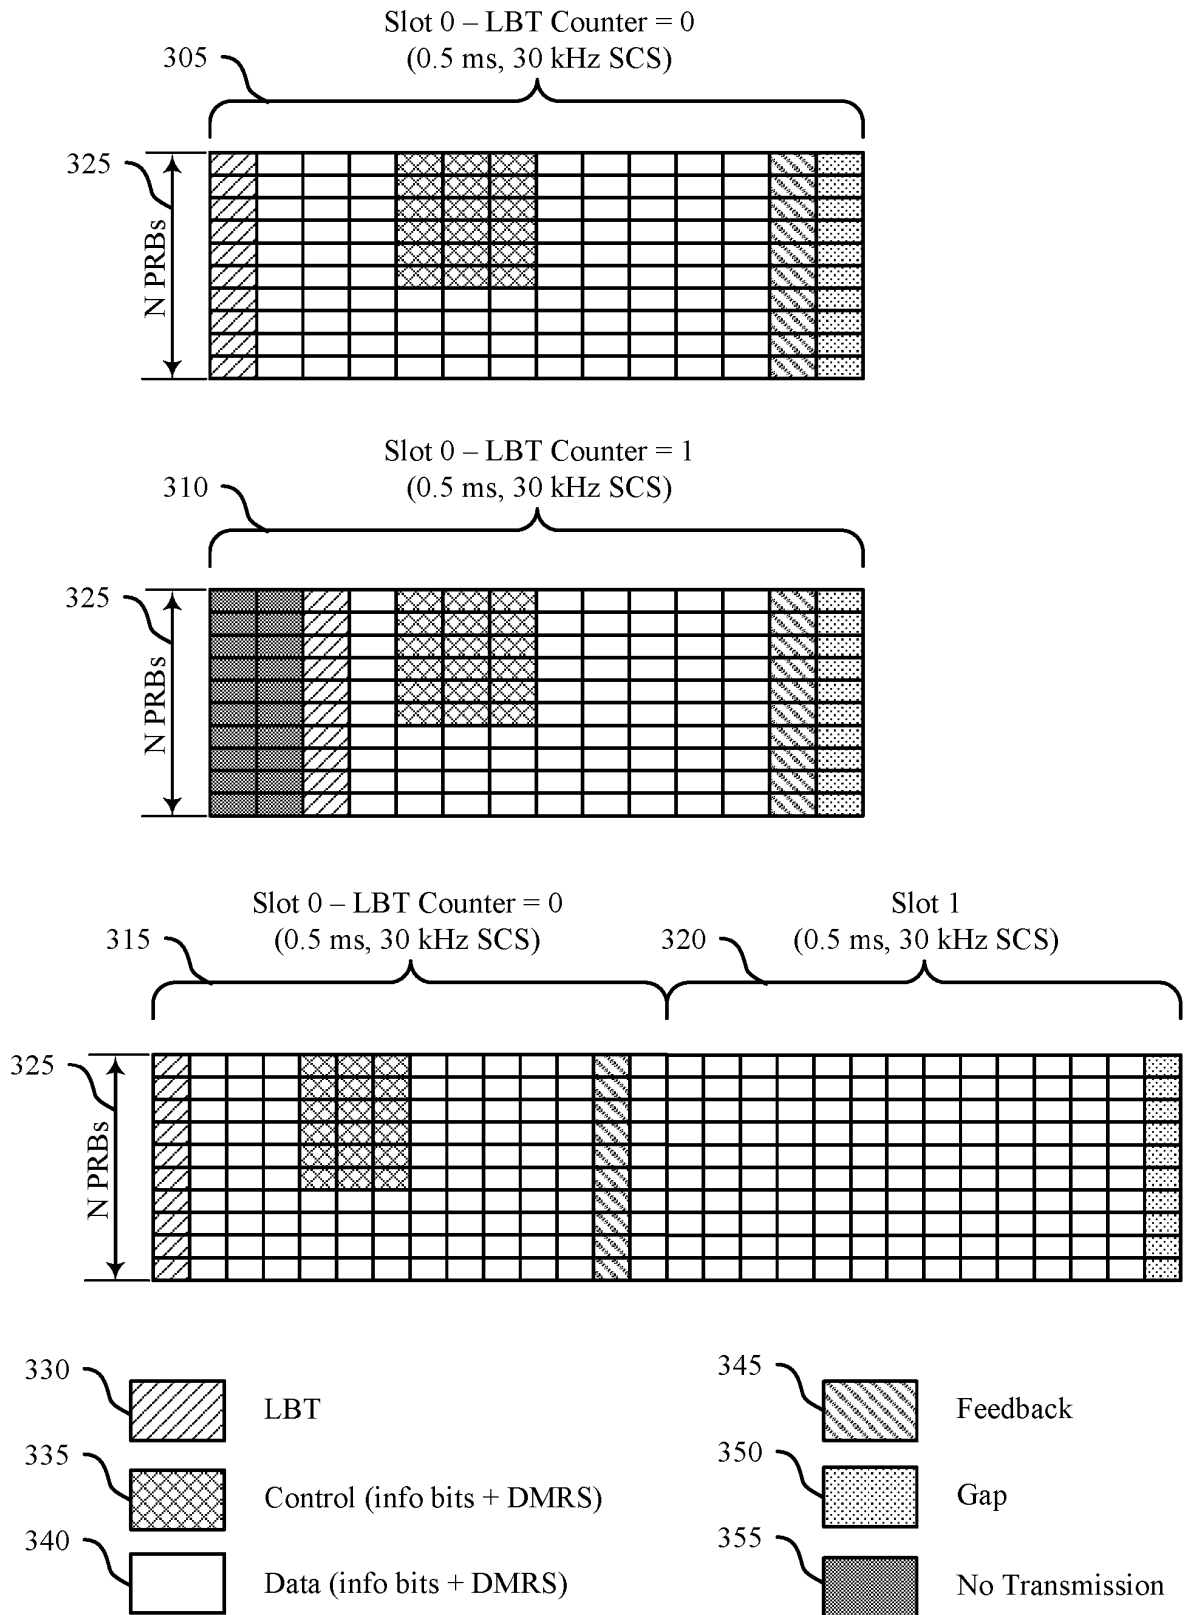 Slot 0 – LBT Counter = 0
(0.5 ms, 30 kHz SCS)
305
325
N PRBs
Slot 0 – LBT Counter = 1
(0.5 ms, 30 kHz SCS)
310
325
N PRBs
Slot 0 – LBT Counter = 0
(0.5 ms, 30 kHz SCS)
315
Slot 1
(0.5 ms, 30 kHz SCS)
320
325
N PRBs
330
LBT
335
Control (info bits + DMRS)
340
Data (info bits + DMRS)
345
Feedback
350
Gap
355
No Transmission